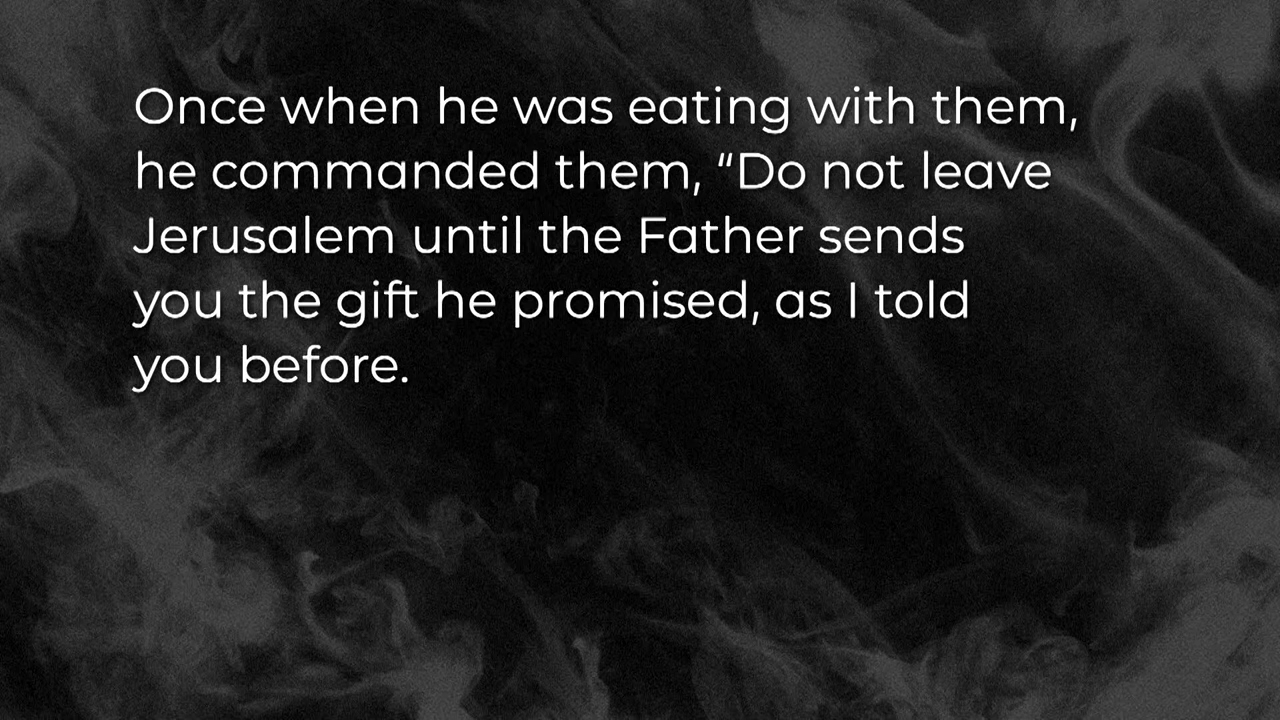 Once when he was eating with them,
he commanded them, “Do not leave
Jerusalem until the Father sends
you the gift he promised, as I told
you before.